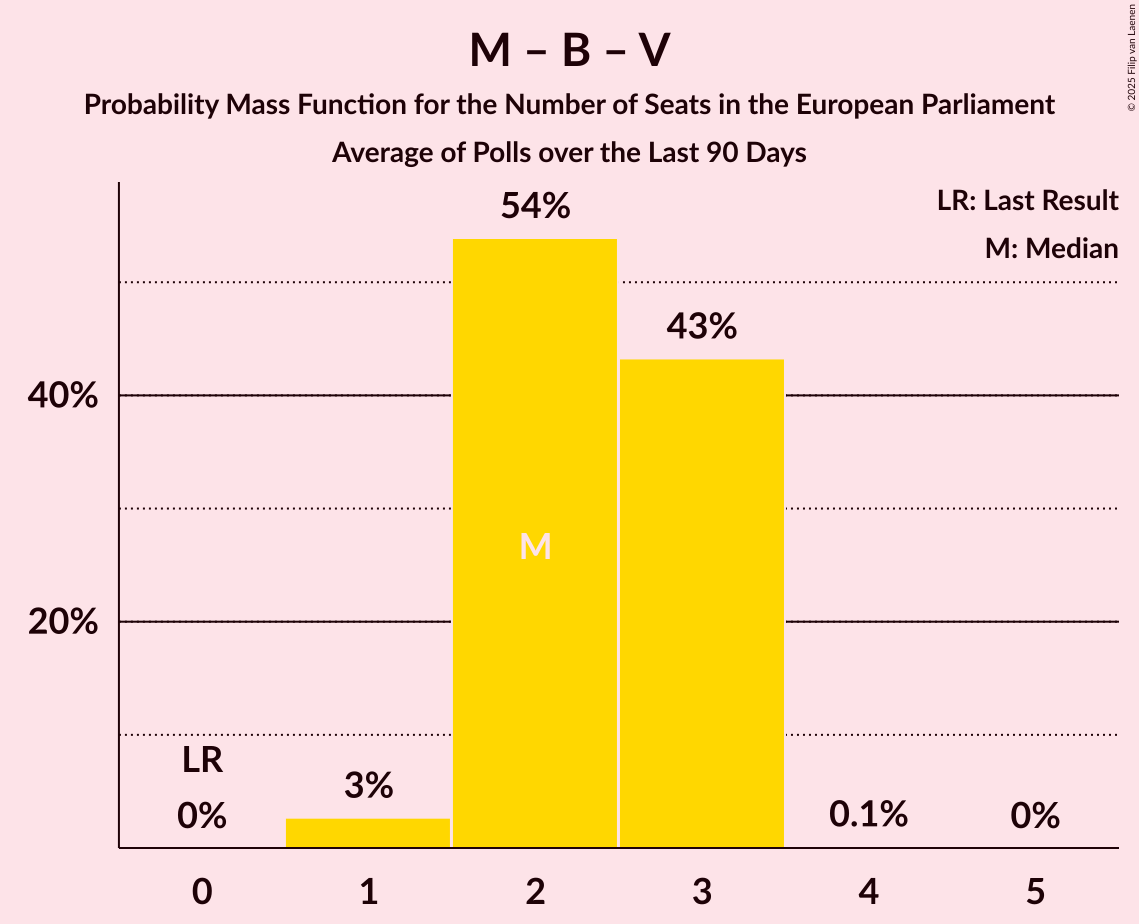 M – B – V
Probability Mass Function for the Number of Seats in the European Parliament
Average of Polls over the Last 90 Days
© 2025 Filip van Laenen
LR: Last Result
M: Median
54%
43%
40%
M
20%
LR
3%
0%
0.1%
0%
0 1 2 3 4 5